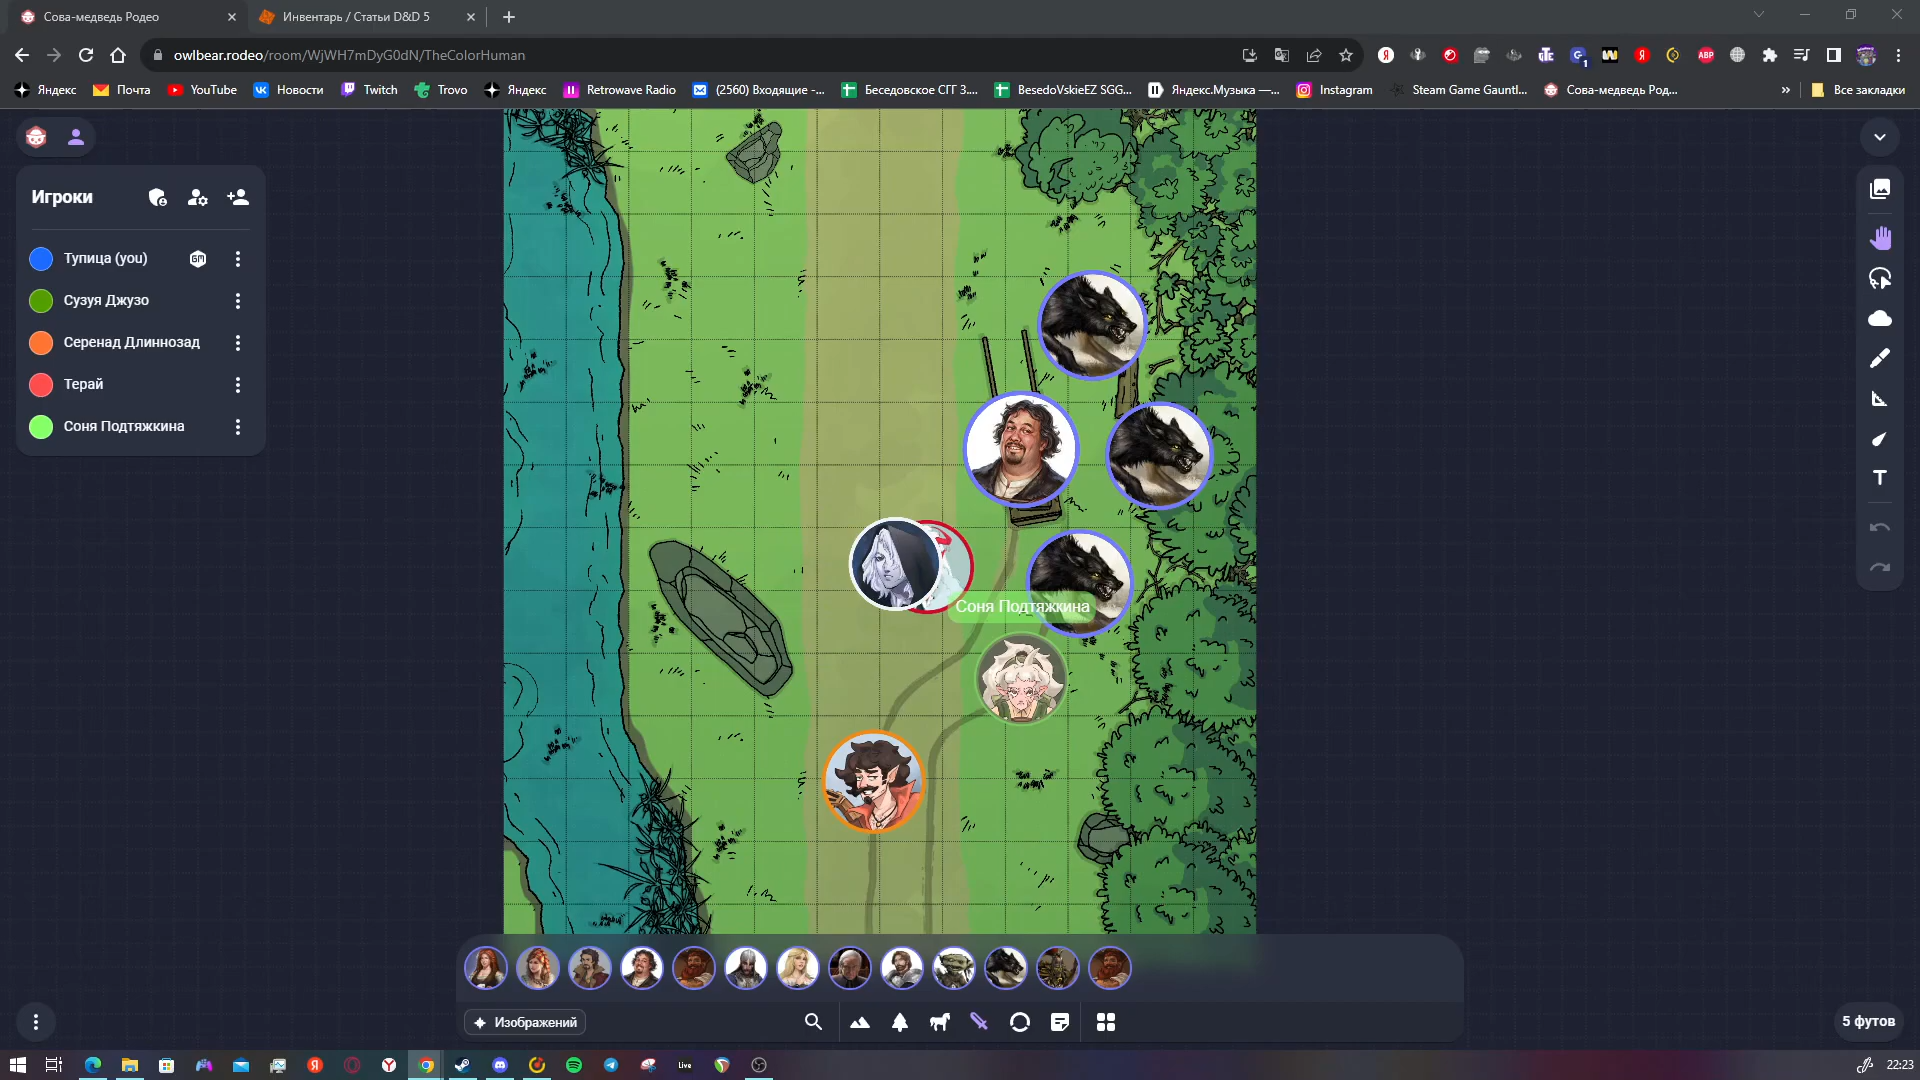 Сова-медведь Родео
Инвентарь / Статьи D&D 5
owlbear.rodeo/room/WjWH7mDyG0dN/TheColorHuman
Яндекс
Почта
YouTube
Новости
Twitch
Trovo
Яндекс
Retrowave Radio
(2560) Входящие -...
Беседовское СГГ 3....
BesedoVskieEZ SGG...
Яндекс.Музыка —...
Instagram
Steam Game Gauntl...
Сова-медведь Род...
»
Все закладки
Игроки
Тупица (you)
GM
Сузуя Джузо
Серенад Длиннозад
Терай
Соня Подтяжкина
Соня Подтяжкина
Изображений
5 футов
22:23